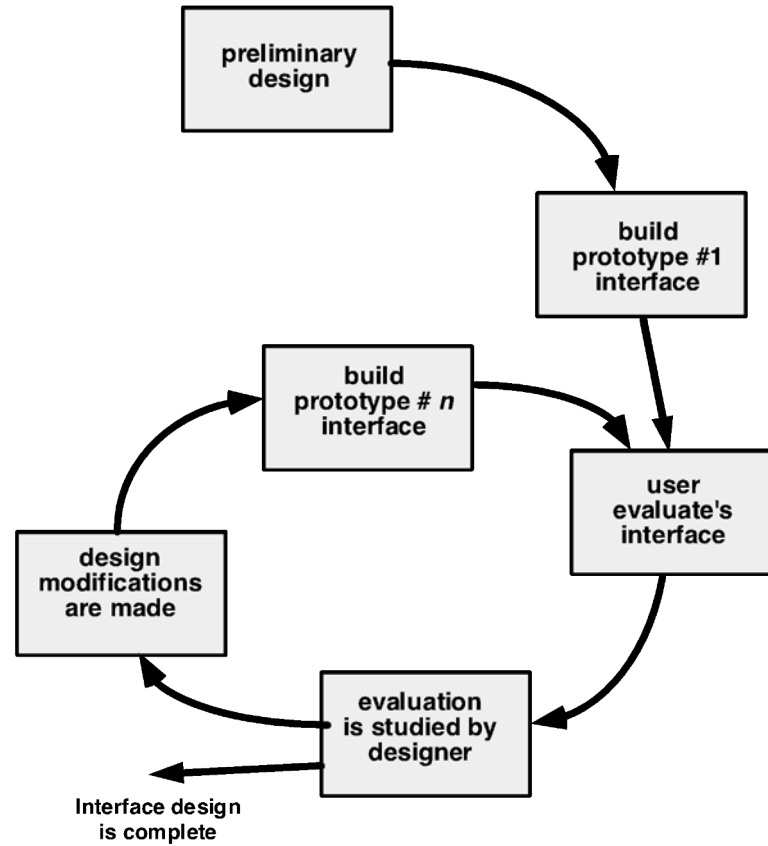 preliminary
design
build
prototype #1
interface
build
prototype # n
interface
user
evaluate's
interface
design
modifications
are made
evaluation
is studied by
designer
Interface design
is complete